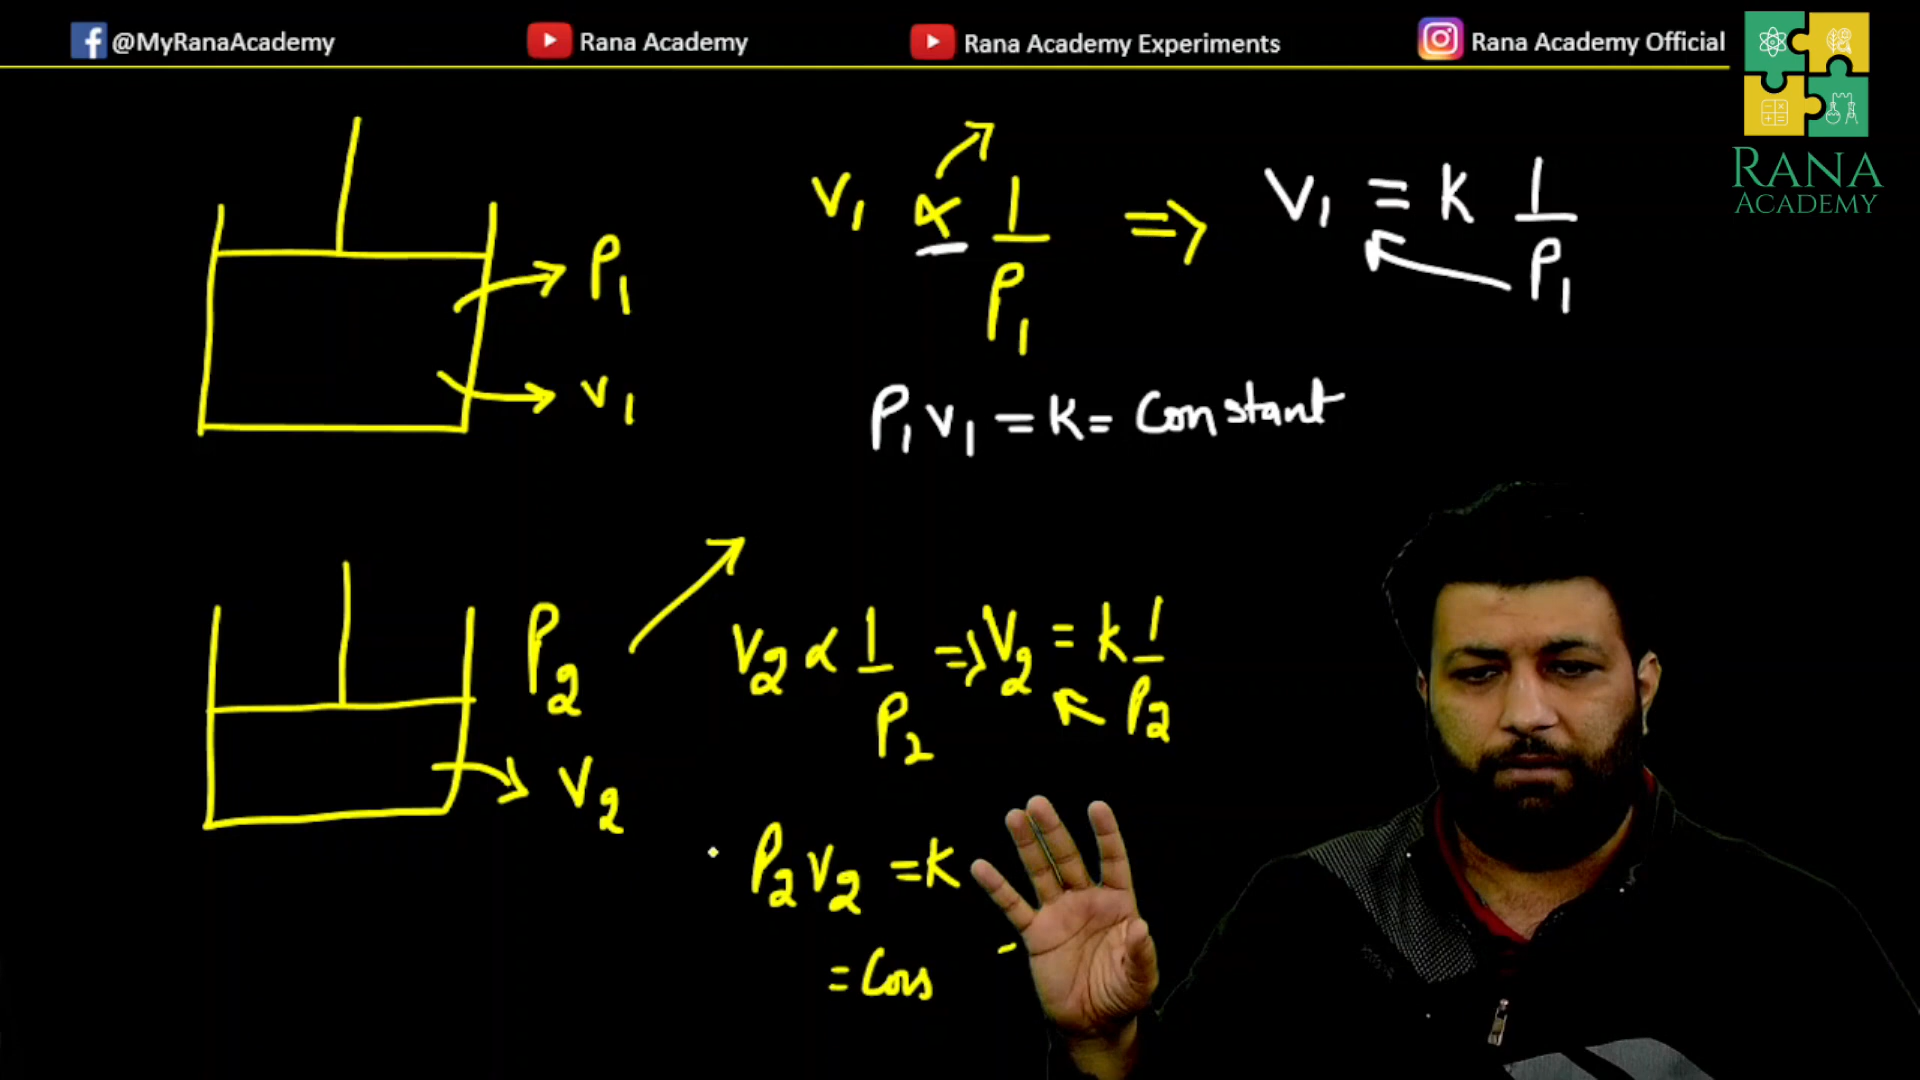 @MyRanaAcademy
Rana Academy
Rana Academy Experiments
Rana Academy Official
RANA
ACADEMY
V₁ ∝ 1/P₁ ⇒ V₁ = K 1/P₁
P₁
V₁
P₁V₁ = K = Constant
P₂
V₂ ∝ 1/P₂ ⇒ V₂ = K 1/P₂
V₂
P₂V₂ = K
= Cons